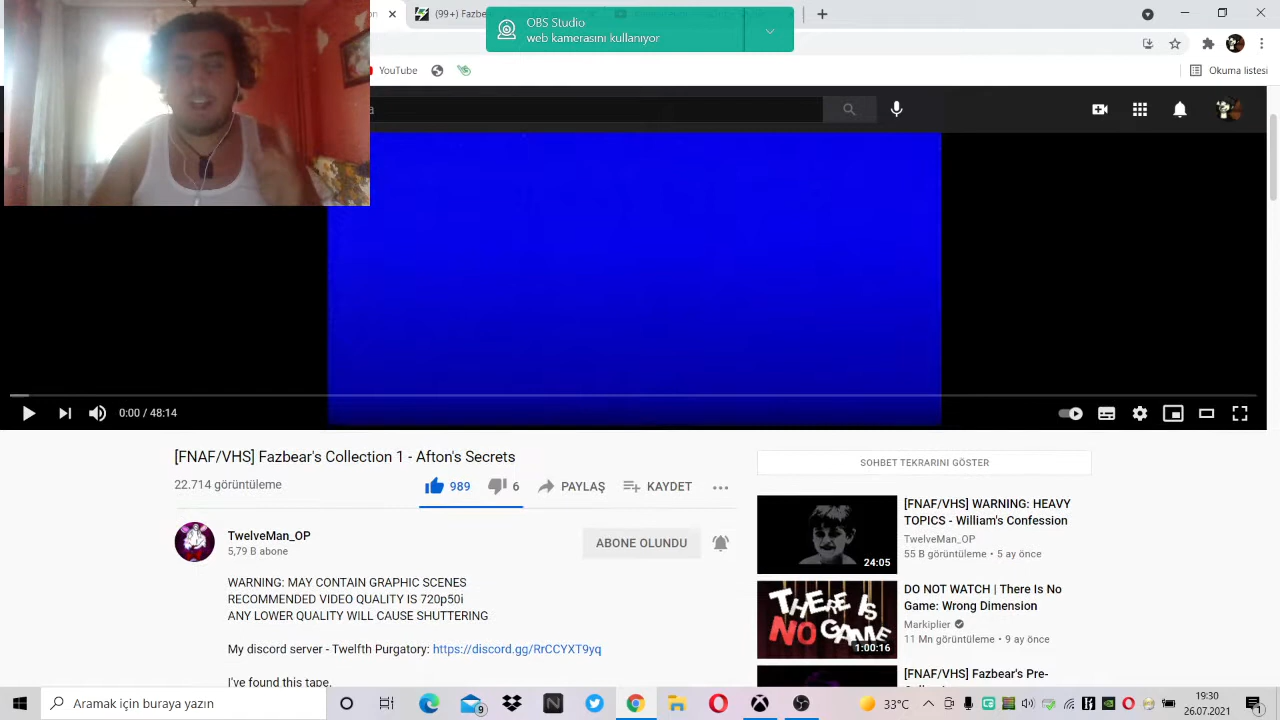 on
(99+)
OBS Studio
web kamerasını kullanıyor
YouTube
Okuma listesi
a
0:00 / 48:14
[FNAF/VHS] Fazbear's Collection 1 - Afton's Secrets
22.714 görüntüleme
989
6
PAYLAŞ
KAYDET
TwelveMan_OP
5,79 B abone
ABONE OLUNDU
WARNING: MAY CONTAIN GRAPHIC SCENES
RECOMMENDED VIDEO QUALITY IS 720p50i
ANY LOWER QUALITY WILL CAUSE SHUTTERING
My discord server - Twelfth Purgatory: https://discord.gg/RrCCYXT9yq
I've found this tape.
SOHBET TEKRARINI GÖSTER
[FNAF/VHS] WARNING: HEAVY
TOPICS - William's Confession
TwelveMan_OP
55 B görüntüleme • 5 ay önce
24:05
DO NOT WATCH | There Is No
Game: Wrong Dimension
Markiplier
11 Mn görüntüleme • 9 ay önce
THERE IS
NO GAME
1:00:16
[FNAF/VHS] Fazbear's Pre-
Aramak için buraya yazın
9
N
9
33°C
19:30
26.07.2021
1